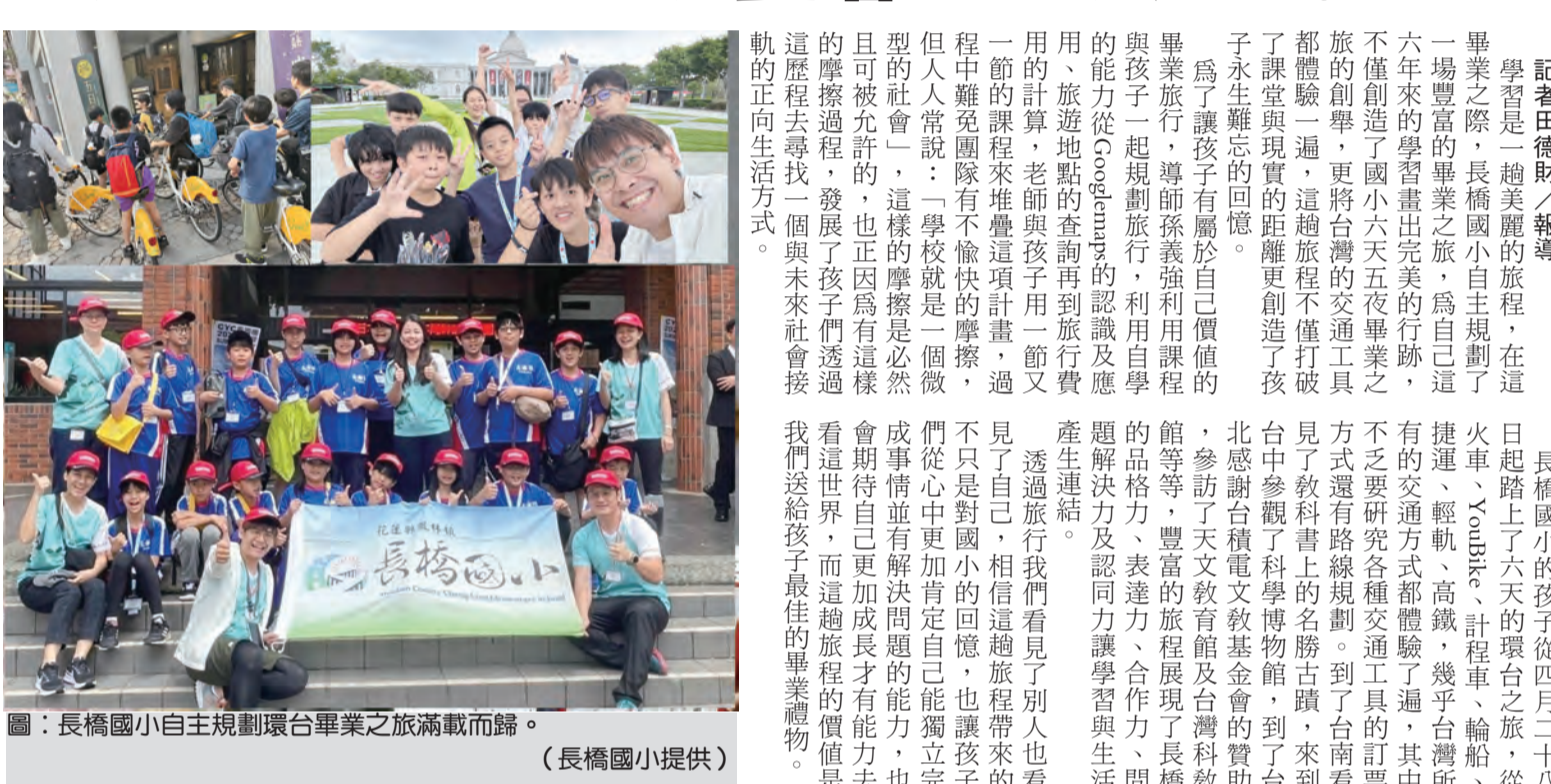 記者田德財／報導
學習是一趟美麗的旅程，在這
畢業之際，長橋國小自主規劃了
一場豐富的畢業之旅，為自己這
六年來的學習畫出完美的行跡，
不僅創造了國小六天五夜畢業之
旅的創舉，更將台灣的交通工具
都體驗一遍，這趟旅程不僅打破
了課堂與現實的距離更創造了孩
子永生難忘的回憶。
為了讓孩子有屬於自己價值的
畢業旅行，導師孫義強利用課程
與孩子一起規劃旅行，利用自學
的能力從Googlemaps的認識及應
用、旅遊地點的查詢再到旅行費
用的計算，老師與孩子用一節又
一節的課程來堆疊這項計畫，過
程中難免團隊有不愉快的摩擦，
但人人常說：「學校就是一個微
型的社會」，這樣的摩擦是必然
且可被允許的，也正因為有這樣
的摩擦過程，發展了孩子們透過
這歷程去尋找一個與未來社會接
軌的正向生活方式。
長橋國小的孩子從四月二十八
日起踏上了六天的環台之旅，從
火車、YouBike、計程車、輪船、
捷運、輕軌、高鐵，幾乎台灣所
有的交通方式都體驗了遍，其中
不乏要研究各種交通工具的訂票
方式還有路線規劃。到了台南看
見了教科書上的名勝古蹟，來到
台中參觀了科學博物館，到了台
北感謝台積電文教基金會的贊助
，參訪了天文教育館及台灣科教
館等等，豐富的旅程展現了長橋
的品格力、表達力、合作力、問
題解決力及認同力讓學習與生活
產生連結。
透過旅行我們看見了別人也看
見了自己，相信這趟旅程帶來的
不只是對國小的回憶，也讓孩子
們從心中更加肯定自己能獨立完
成事情並有解決問題的能力，也
會期待自己更加成長才有能力去
看這世界，而這趟旅程的價值是
我們送給孩子最佳的畢業禮物。
花蓮縣鳳林鎮
長橋國小
圖：長橋國小自主規劃環台畢業之旅滿載而歸。
（長橋國小提供）